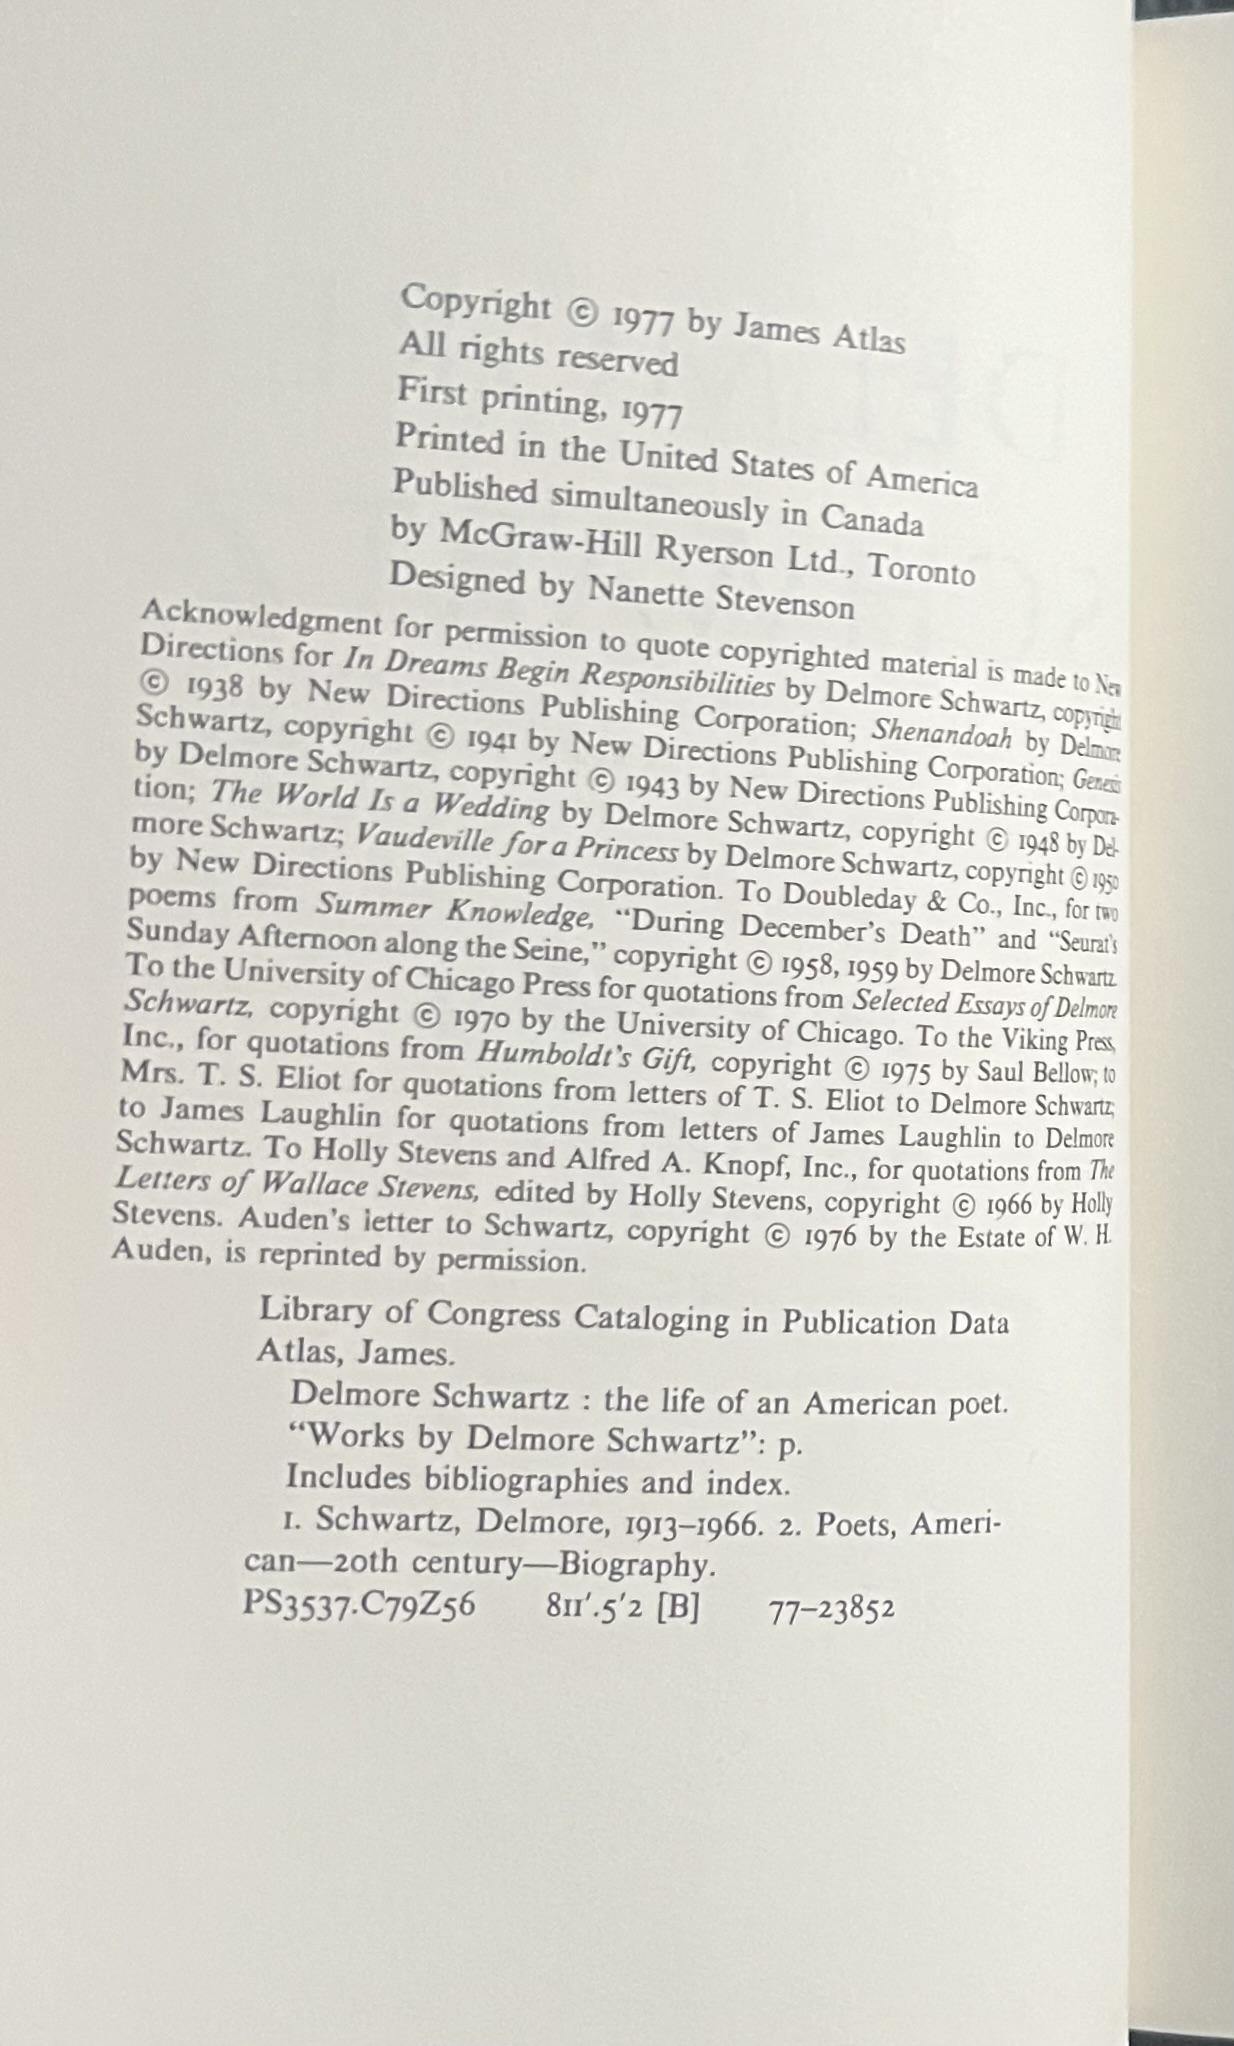 Copyright © 1977 by James Atlas
All rights reserved
First printing, 1977
Printed in the United States of America
Published simultaneously in Canada
by McGraw-Hill Ryerson Ltd., Toronto
Designed by Nanette Stevenson
Acknowledgment for permission to quote copyrighted material is made to New
Directions for In Dreams Begin Responsibilities by Delmore Schwartz, copyright
© 1938 by New Directions Publishing Corporation; Shenandoah by Delmore
Schwartz, copyright © 1941 by New Directions Publishing Corporation; Genesis
by Delmore Schwartz, copyright © 1943 by New Directions Publishing Corpora-
tion; The World Is a Wedding by Delmore Schwartz, copyright © 1948 by Del-
more Schwartz; Vaudeville for a Princess by Delmore Schwartz, copyright © 1950
by New Directions Publishing Corporation. To Doubleday & Co., Inc., for two
poems from Summer Knowledge, “During December's Death” and “Seurat's
Sunday Afternoon along the Seine,” copyright © 1958, 1959 by Delmore Schwartz.
To the University of Chicago Press for quotations from Selected Essays of Delmore
Schwartz, copyright © 1970 by the University of Chicago. To the Viking Press,
Inc., for quotations from Humboldt's Gift, copyright © 1975 by Saul Bellow; to
Mrs. T. S. Eliot for quotations from letters of T. S. Eliot to Delmore Schwartz;
to James Laughlin for quotations from letters of James Laughlin to Delmore
Schwartz. To Holly Stevens and Alfred A. Knopf, Inc., for quotations from The
Letters of Wallace Stevens, edited by Holly Stevens, copyright © 1966 by Holly
Stevens. Auden's letter to Schwartz, copyright © 1976 by the Estate of W. H.
Auden, is reprinted by permission.
Library of Congress Cataloging in Publication Data
Atlas, James.
Delmore Schwartz : the life of an American poet.
“Works by Delmore Schwartz”: p.
Includes bibliographies and index.
1. Schwartz, Delmore, 1913–1966. 2. Poets, Ameri-
can—20th century—Biography.
PS3537.C79Z56 811'.5'2 [B] 77–23852